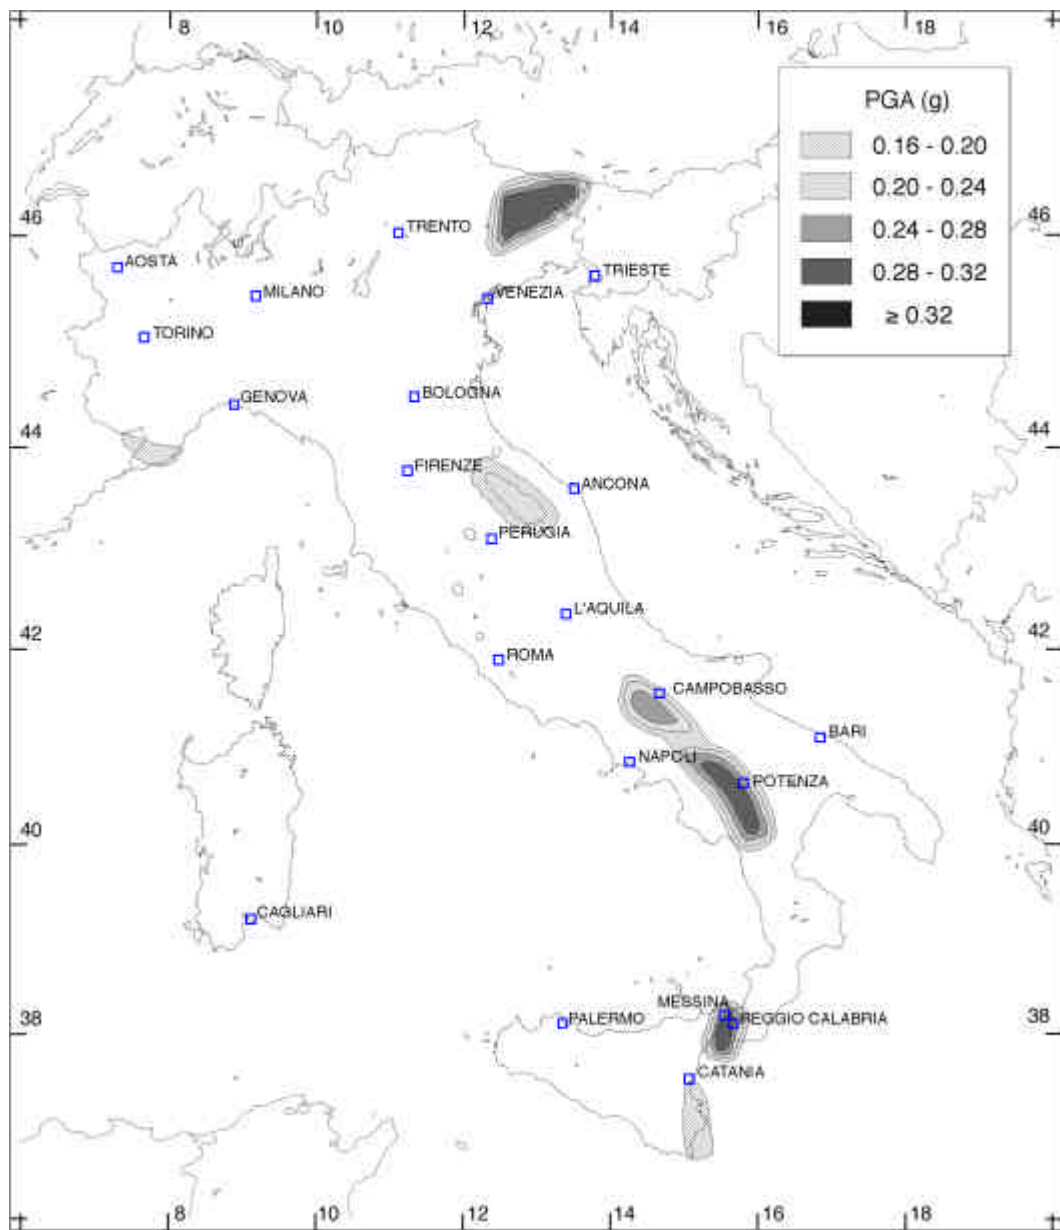 8 10 12 14 16 18
PGA (g)
0.16 - 0.20
0.20 - 0.24
0.24 - 0.28
0.28 - 0.32
≥ 0.32
46 46
TRENTO
AOSTA
TRIESTE
MILANO
VENEZIA
TORINO
BOLOGNA
GENOVA
44 44
FIRENZE
ANCONA
PERUGIA
L'AQUILA
42 42
ROMA
CAMPOBASSO
BARI
NAPOLI
POTENZA
40 40
CAGLIARI
MESSINA
38 38
PALERMO
REGGIO CALABRIA
CATANIA
8 10 12 14 16 18